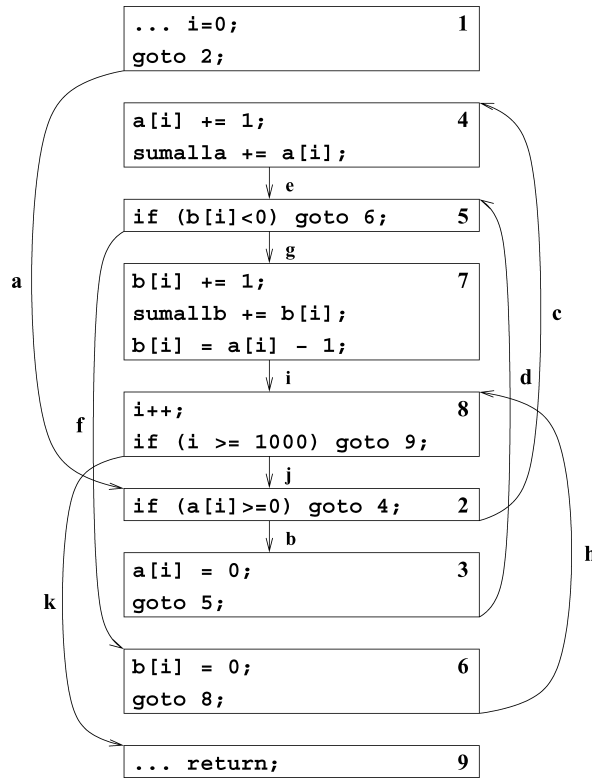 ... i=0; 1
goto 2;
a[i] += 1; 4
sumalla += a[i];
e
if (b[i]<0) goto 6; 5
g
a
b[i] += 1; 7
sumallb += b[i];
b[i] = a[i] - 1;
c
i
d
f
i++; 8
if (i >= 1000) goto 9;
j
if (a[i]>=0) goto 4; 2
b
h
a[i] = 0; 3
goto 5;
k
b[i] = 0; 6
goto 8;
... return; 9